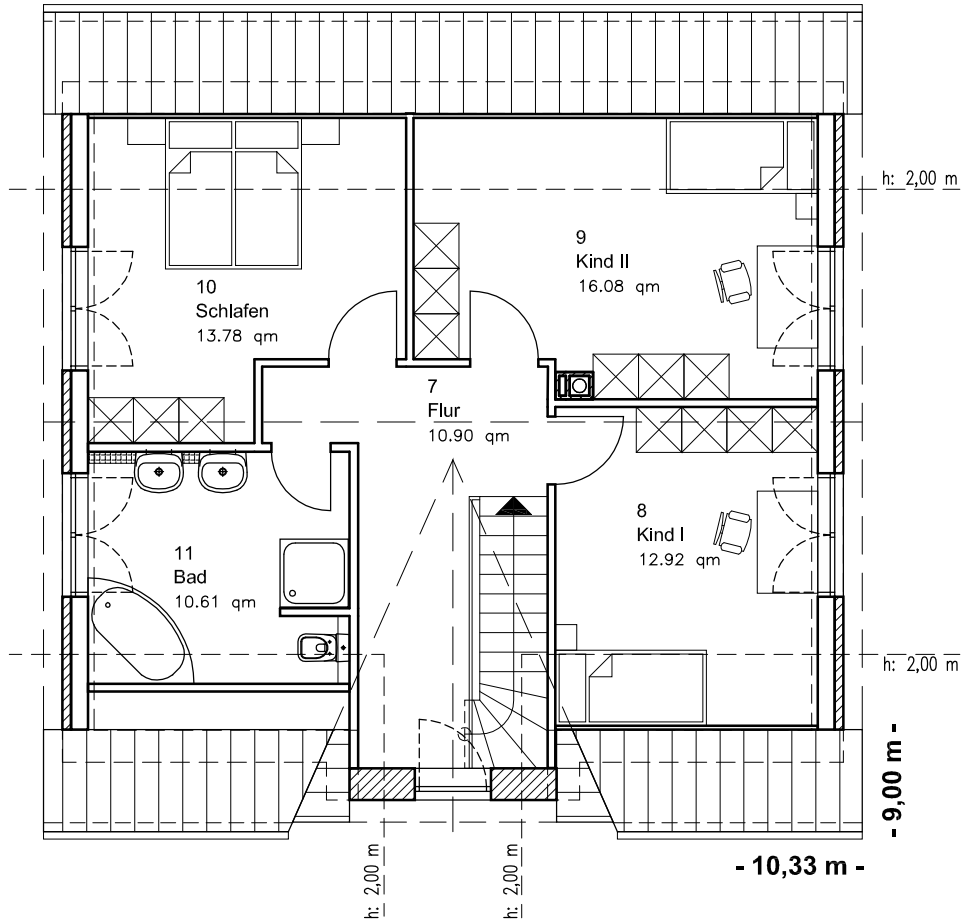 h: 2,00 m
9
Kind II
16.08 qm
10
Schlafen
13.78 qm
7
Flur
10.90 qm
8
Kind I
12.92 qm
11
Bad
10.61 qm
h: 2,00 m
- 9,00 m -
- 10,33 m -
h: 2,00 m
h: 2,00 m